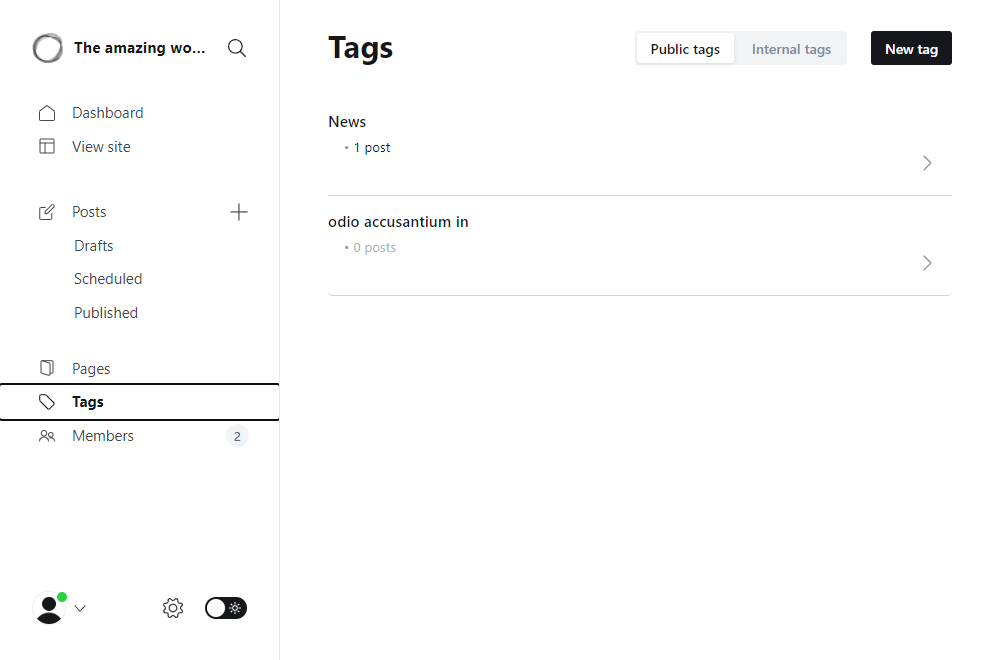 The amazing wo...
Dashboard
View site
Posts
Drafts
Scheduled
Published
Pages
Tags
Members
2
Tags
Public tags
Internal tags
New tag
News
• 1 post
odio accusantium in
• 0 posts